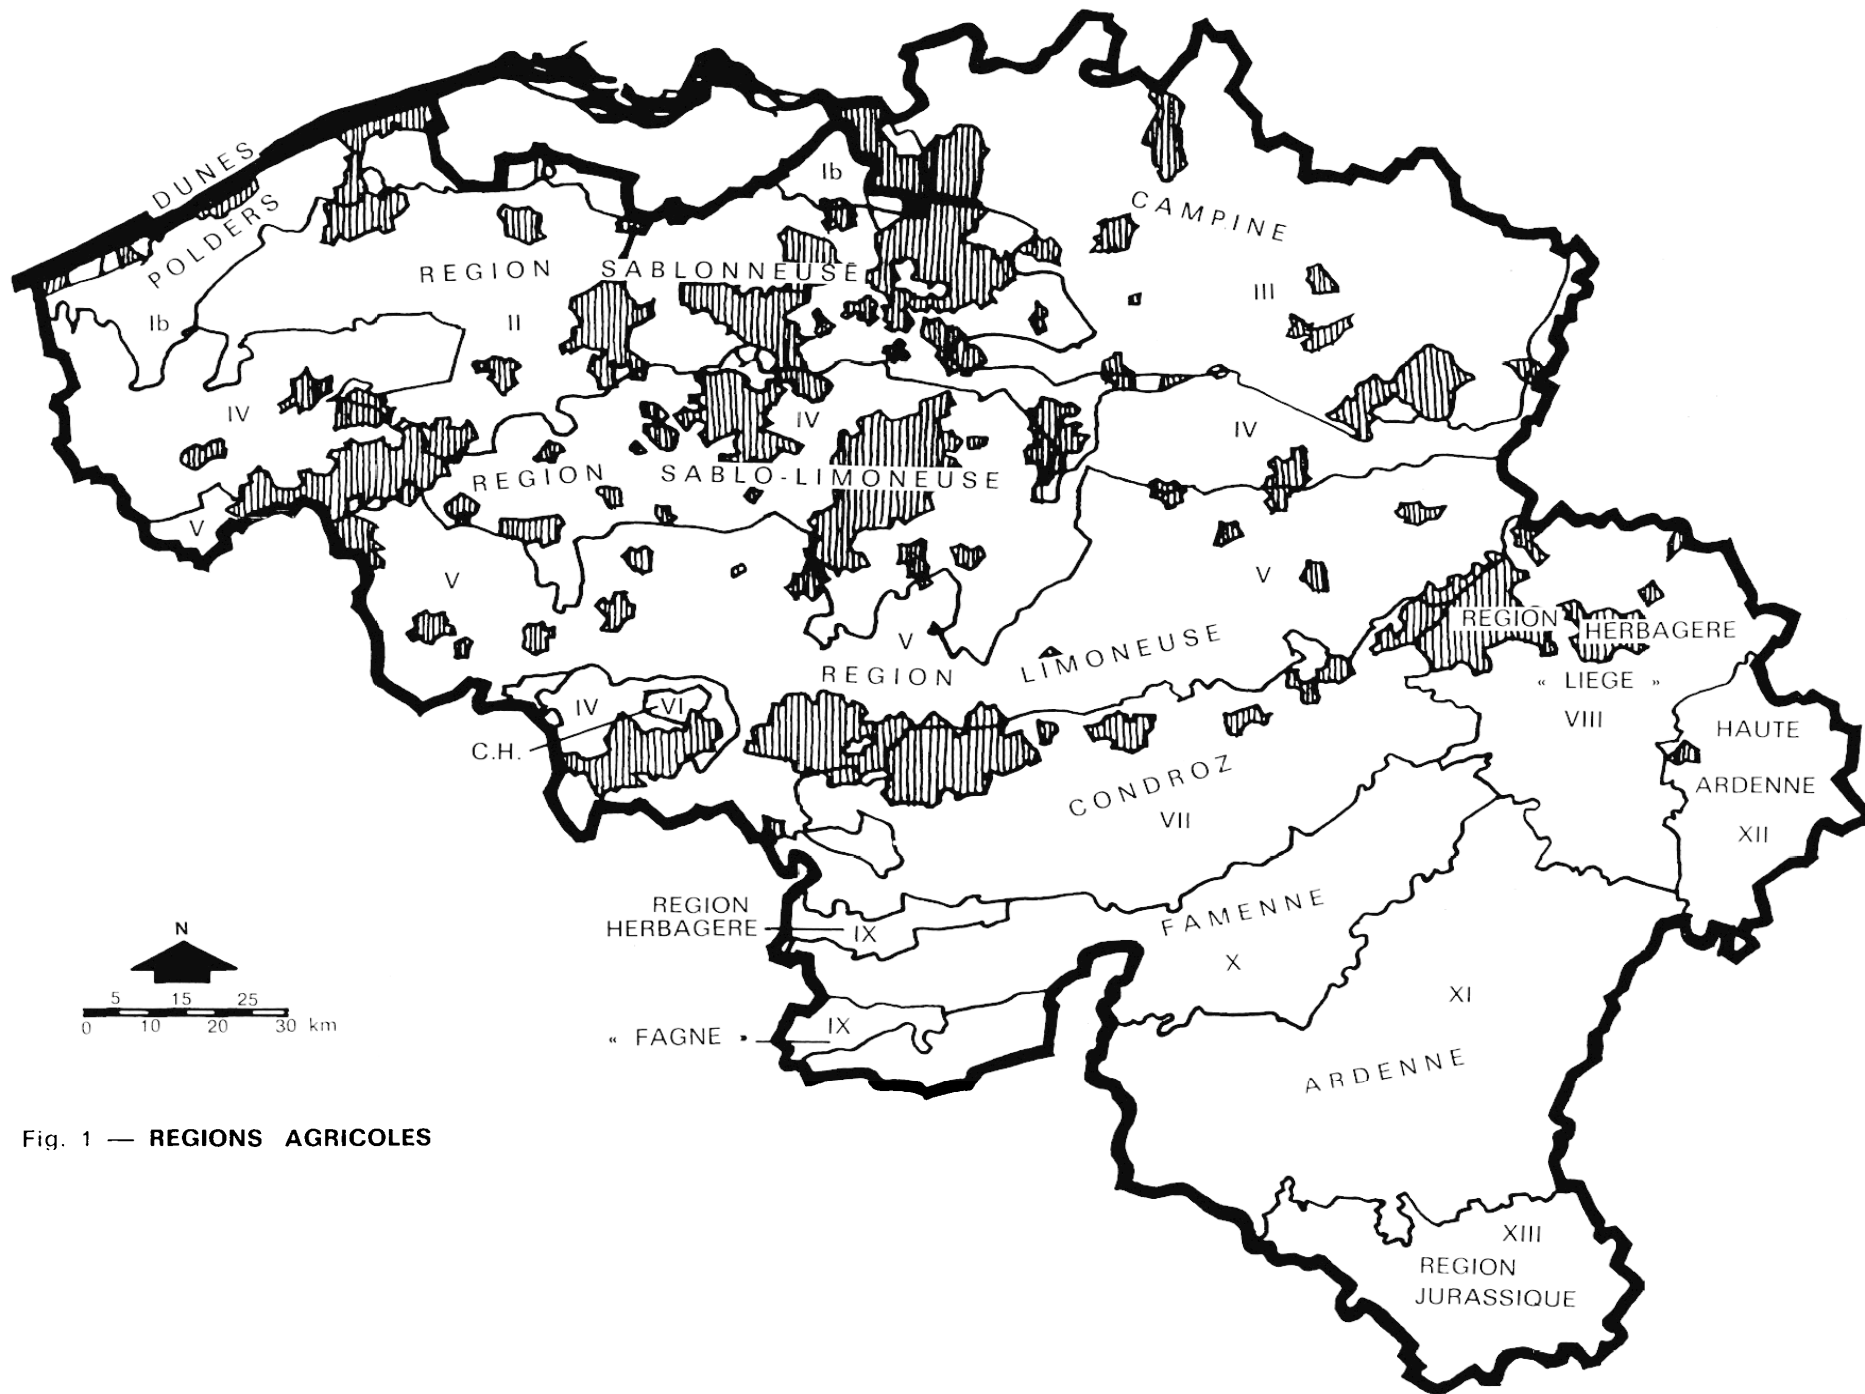 DUNES
POLDERS
Ib
Ib
CAMPINE
REGION SABLONNEUSE
II
III
IV
IV
IV
REGION SABLO-LIMONEUSE
V
V
V
V
REGION LIMONEUSE
REGION HERBAGERE
« LIEGE »
VIII
IV
VI
C.H.
HAUTE
ARDENNE
XII
CONDROZ
VII
REGION
HERBAGERE
IX
FAMENNE
X
XI
« FAGNE »
IX
ARDENNE
XIII
REGION
JURASSIQUE
N
5 15 25
0 10 20 30 km
Fig. 1 — REGIONS AGRICOLES